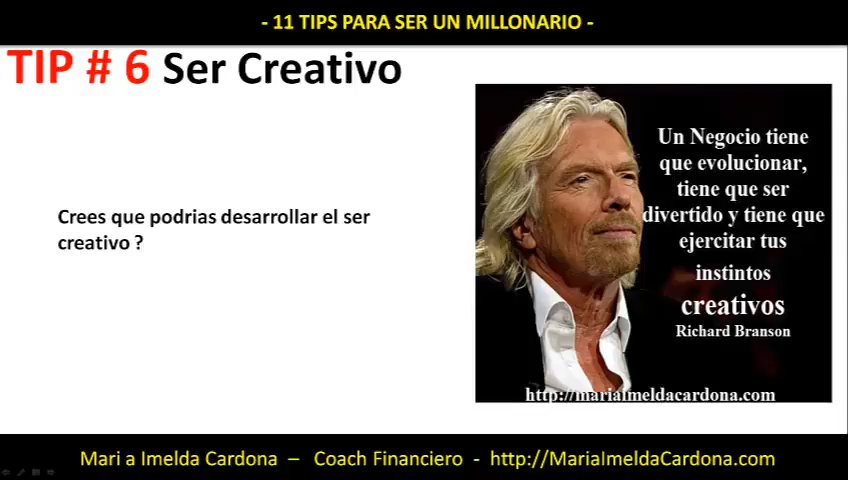 - 11 TIPS PARA SER UN MILLONARIO -
TIP # 6 Ser Creativo
Crees que podrias desarrollar el ser
creativo ?
Un Negocio tiene
que evolucionar,
tiene que ser
divertido y tiene que
ejercitar tus
instintos
creativos
Richard Branson
http://mariaImeldacardona.com
Mari a Imelda Cardona – Coach Financiero - http://MariaImeldaCardona.com